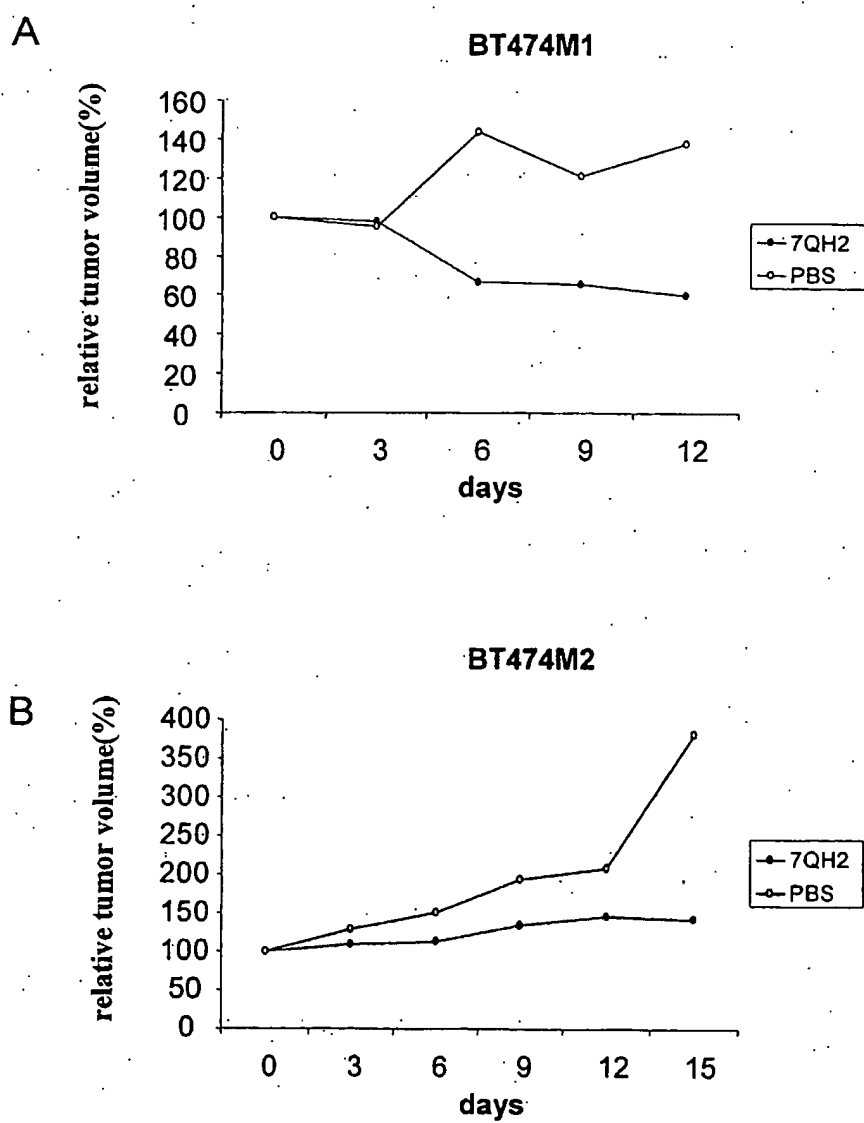 A
BT474M1
relative tumor volume(%)
160
140
120
100
80
60
40
20
0
0 3 6 9 12
days
7QH2
PBS
B
BT474M2
relative tumor volume(%)
400
350
300
250
200
150
100
50
0
0 3 6 9 12 15
days
7QH2
PBS